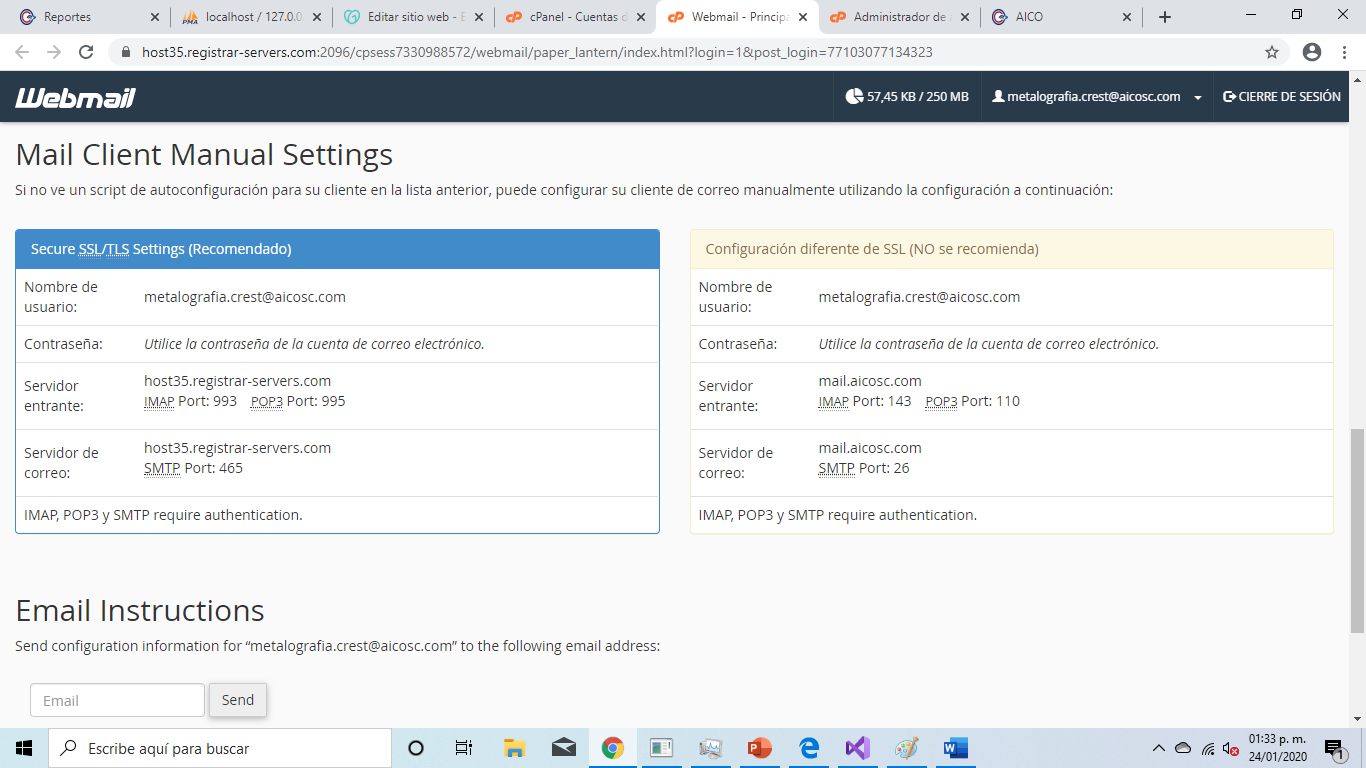 Reportes
localhost / 127.0.0
Editar sitio web - E
cPanel - Cuentas d
Webmail - Principa
Administrador de a
AICO
host35.registrar-servers.com:2096/cpsess7330988572/webmail/paper_lantern/index.html?login=1&post_login=77103077134323
Webmail
57,45 KB / 250 MB
metalografia.crest@aicosc.com
CIERRE DE SESIÓN
Mail Client Manual Settings
Si no ve un script de autoconfiguración para su cliente en la lista anterior, puede configurar su cliente de correo manualmente utilizando la configuración a continuación:
Secure SSL/TLS Settings (Recomendado)
Nombre de usuario: metalografia.crest@aicosc.com
Contraseña: Utilice la contraseña de la cuenta de correo electrónico.
Servidor entrante: host35.registrar-servers.com
IMAP Port: 993 POP3 Port: 995
Servidor de correo: host35.registrar-servers.com
SMTP Port: 465
IMAP, POP3 y SMTP require authentication.
Configuración diferente de SSL (NO se recomienda)
Nombre de usuario: metalografia.crest@aicosc.com
Contraseña: Utilice la contraseña de la cuenta de correo electrónico.
Servidor entrante: mail.aicosc.com
IMAP Port: 143 POP3 Port: 110
Servidor de correo: mail.aicosc.com
SMTP Port: 26
IMAP, POP3 y SMTP require authentication.
Email Instructions
Send configuration information for “metalografia.crest@aicosc.com” to the following email address:
Email
Send
Escribe aquí para buscar
01:33 p. m.
24/01/2020
1